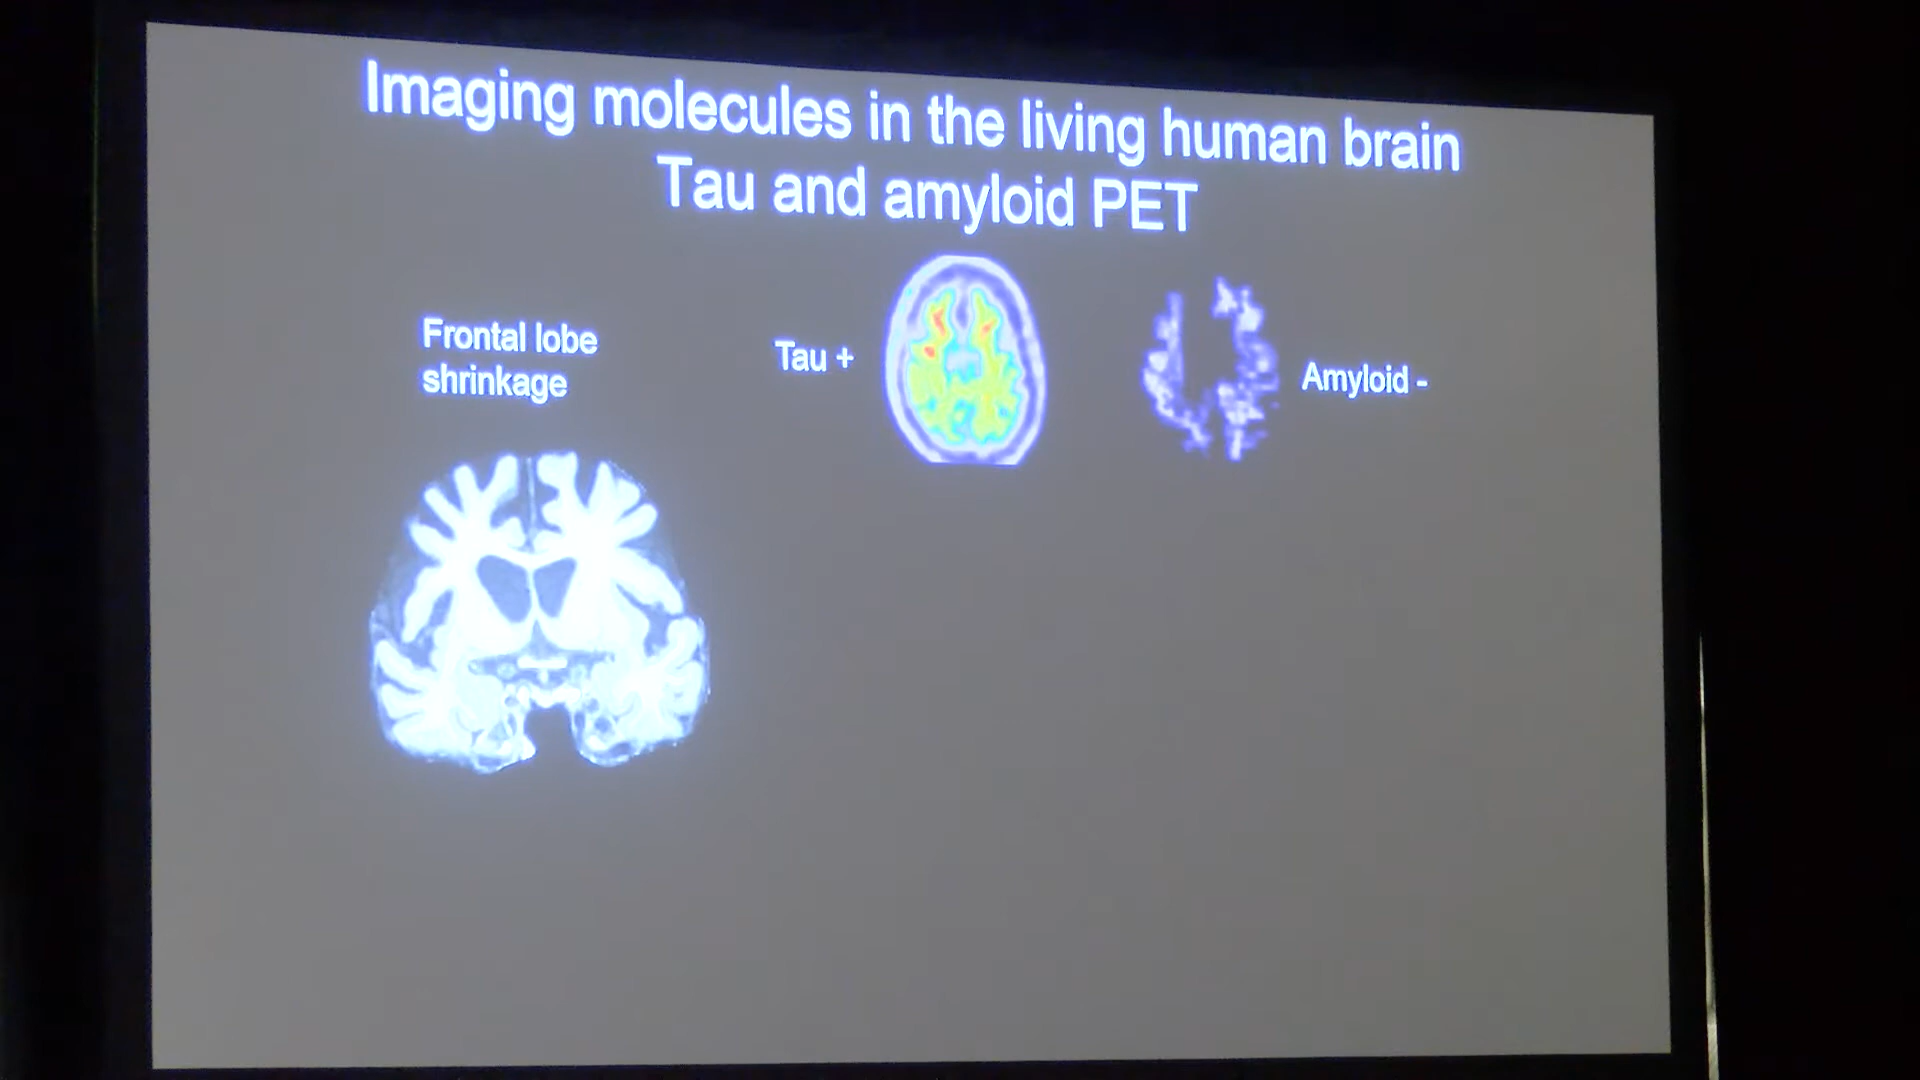 Imaging molecules in the living human brain
Tau and amyloid PET
Frontal lobe
shrinkage
Tau +
Amyloid -